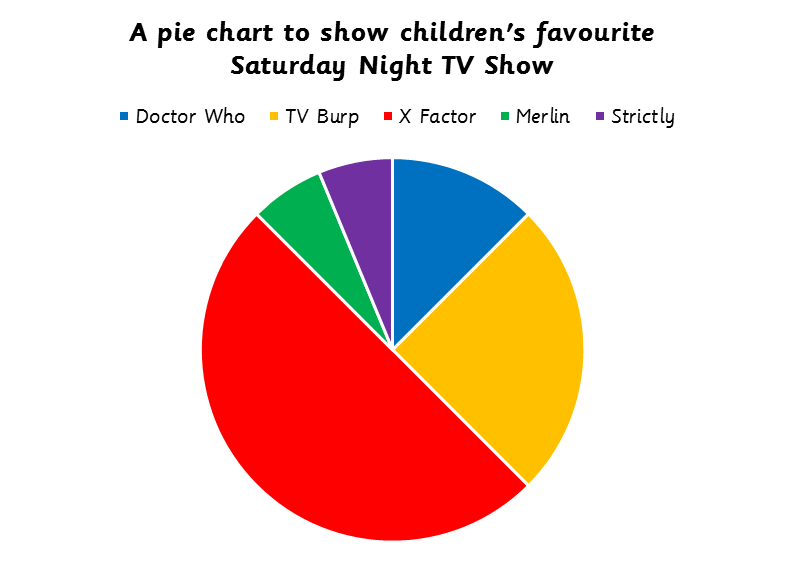 A pie chart to show children's favourite
Saturday Night TV Show
Doctor Who TV Burp X Factor Merlin Strictly